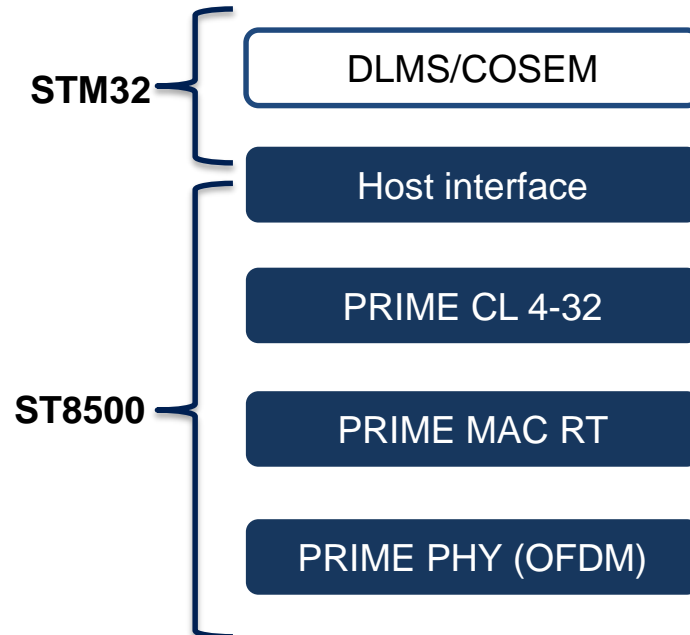 DLMS/COSEM
STM32
Host interface
PRIME CL 4-32
ST8500
PRIME MAC RT
PRIME PHY (OFDM)